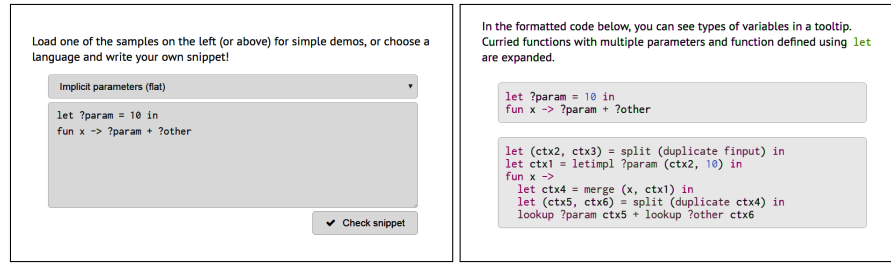 Load one of the samples on the left (or above) for simple demos, or choose a
language and write your own snippet!
Implicit parameters (flat)
let ?param = 10 in
fun x -> ?param + ?other
Check snippet
In the formatted code below, you can see types of variables in a tooltip.
Curried functions with multiple parameters and function defined using let
are expanded.
let ?param = 10 in
fun x -> ?param + ?other
let (ctx2, ctx3) = split (duplicate finput) in
let ctx1 = letimpl ?param (ctx2, 10) in
fun x ->
  let ctx4 = merge (x, ctx1) in
  let (ctx5, ctx6) = split (duplicate ctx4) in
  lookup ?param ctx5 + lookup ?other ctx6